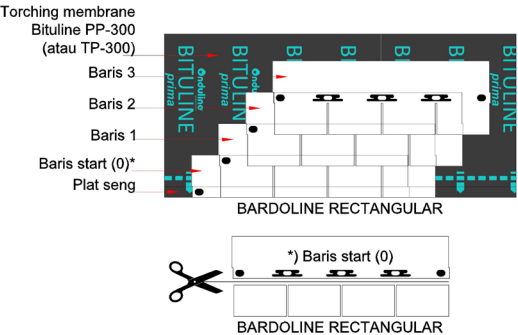 Torching membrane
Bituline PP-300
(atau TP-300)
Baris 3
Baris 2
Baris 1
Baris start (0)*
Plat seng
BITULINE
prima
Onduline
BITULINE
prima
Onduline
BARDOLINE RECTANGULAR
*) Baris start (0)
BARDOLINE RECTANGULAR